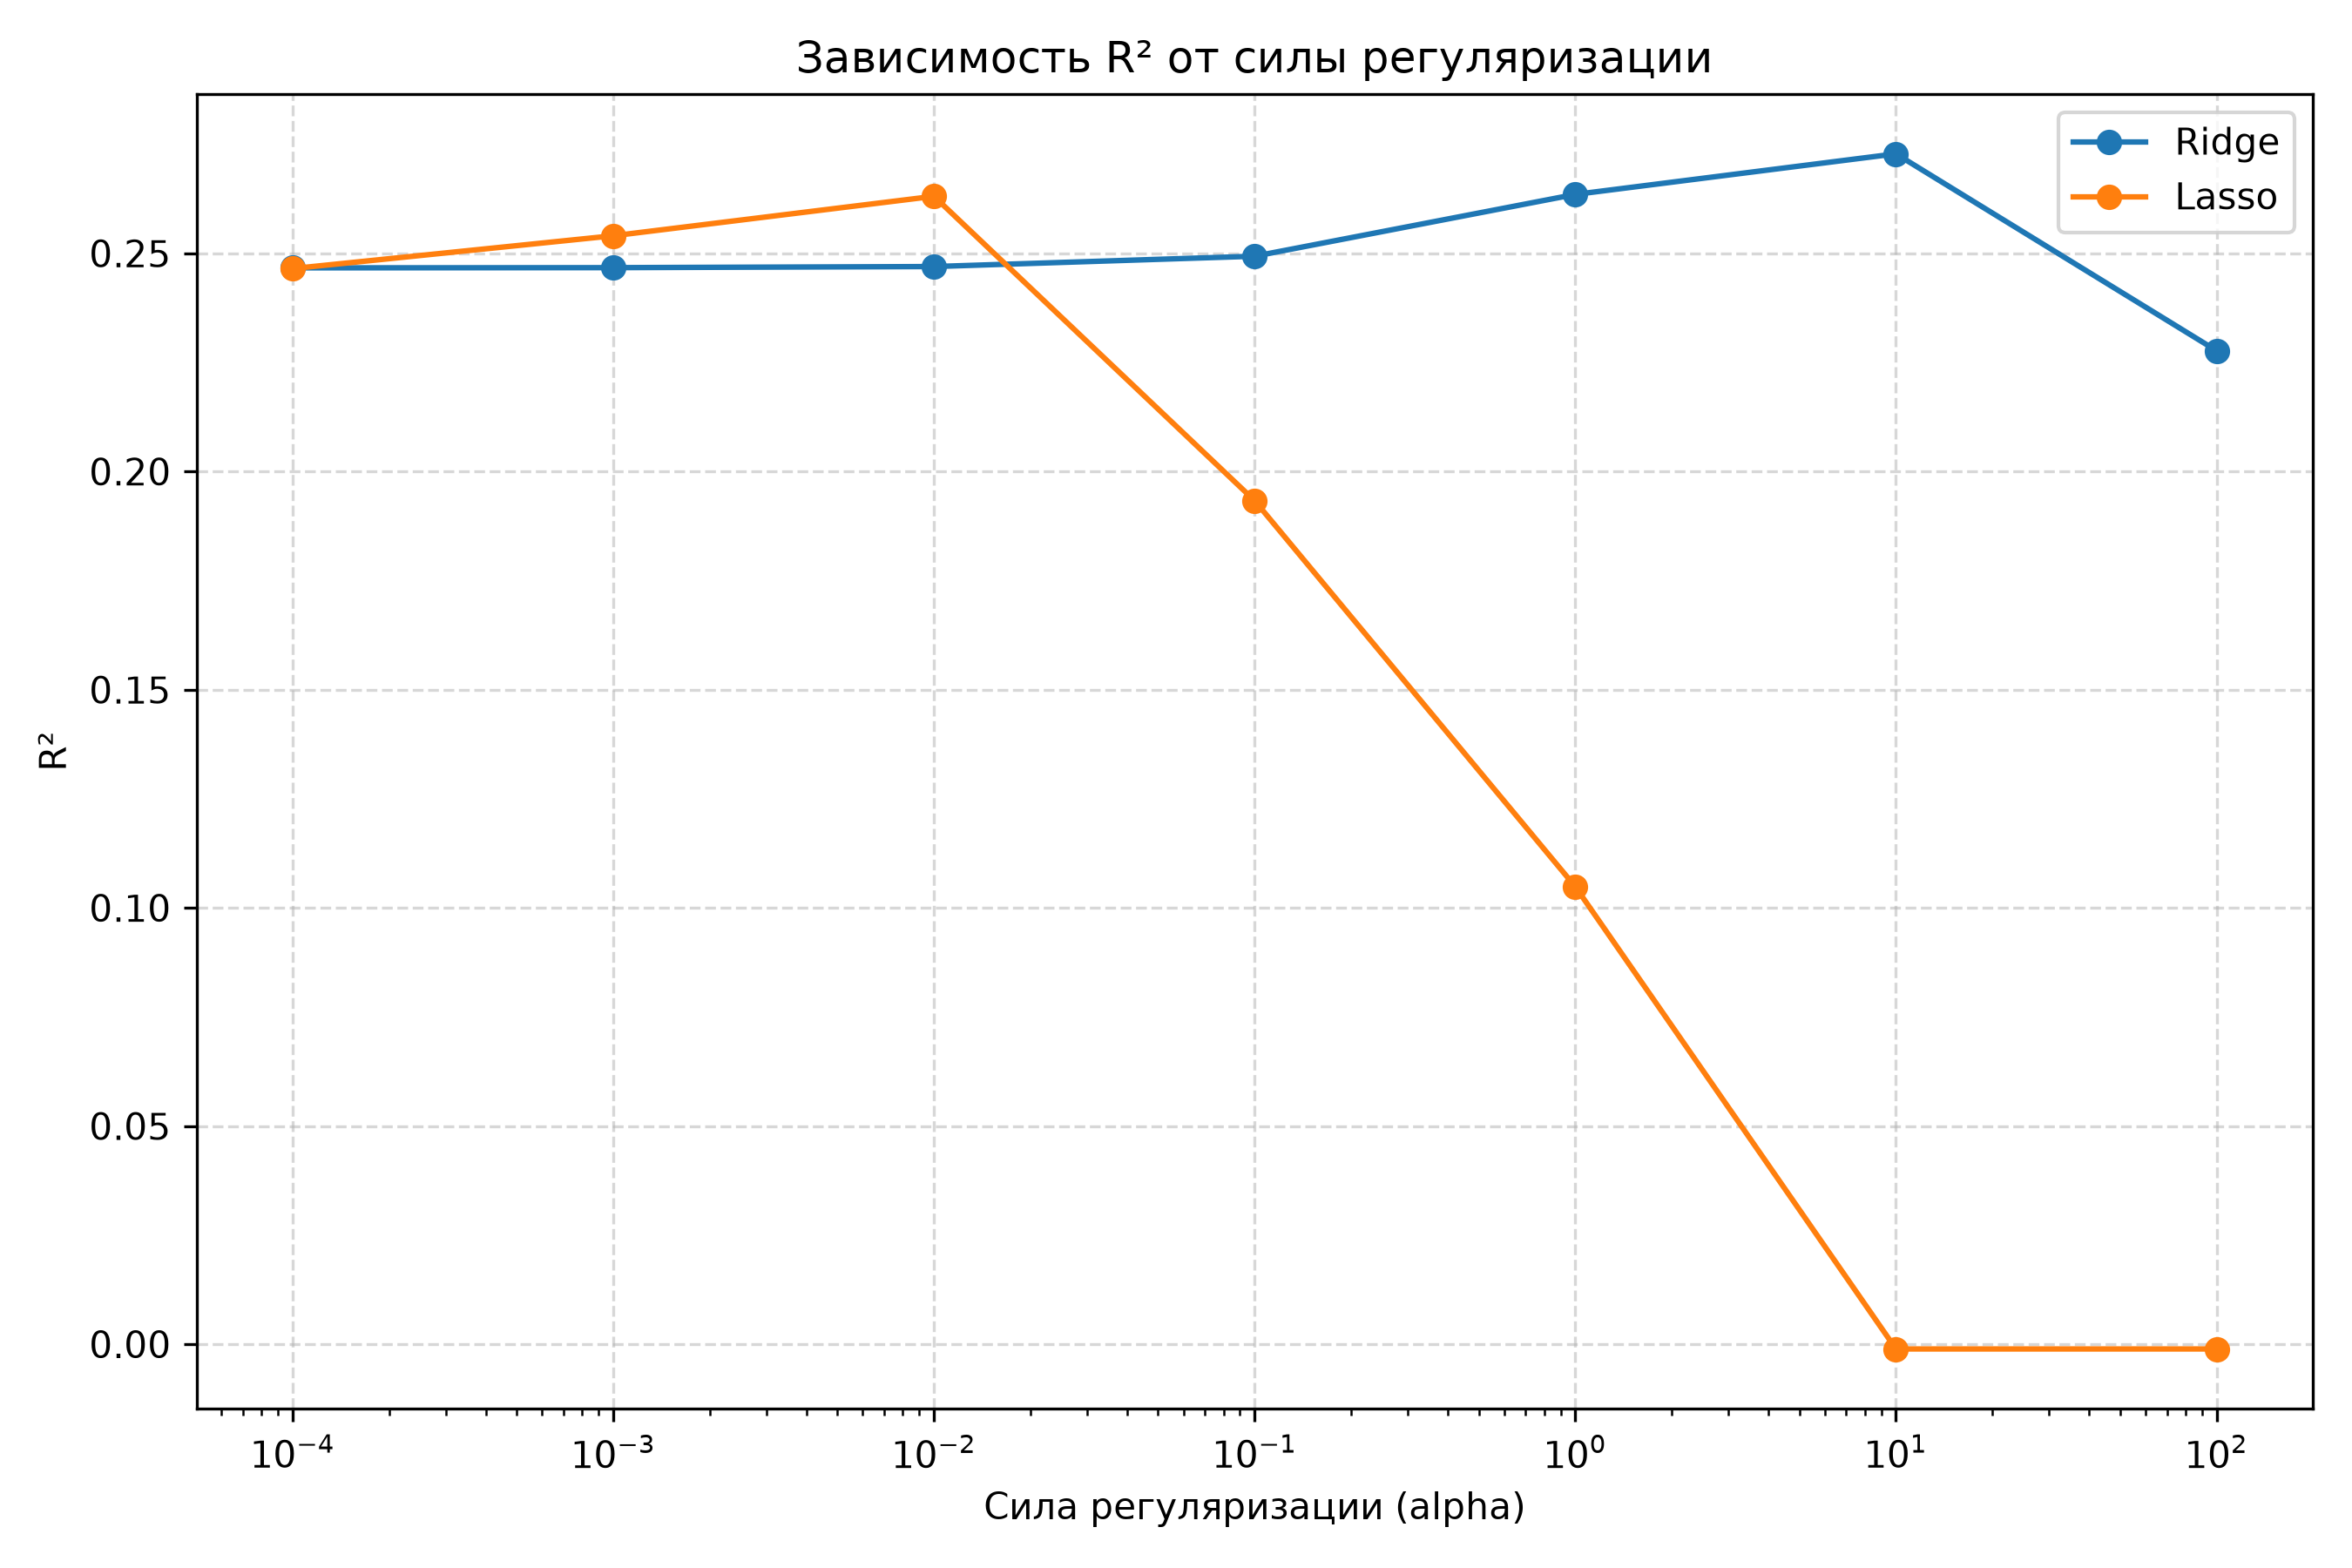 Зависимость R² от силы регуляризации
Ridge
Lasso
0.25
0.20
0.15
0.10
0.05
0.00
R²
10⁻⁴ 10⁻³ 10⁻² 10⁻¹ 10⁰ 10¹ 10²
Сила регуляризации (alpha)